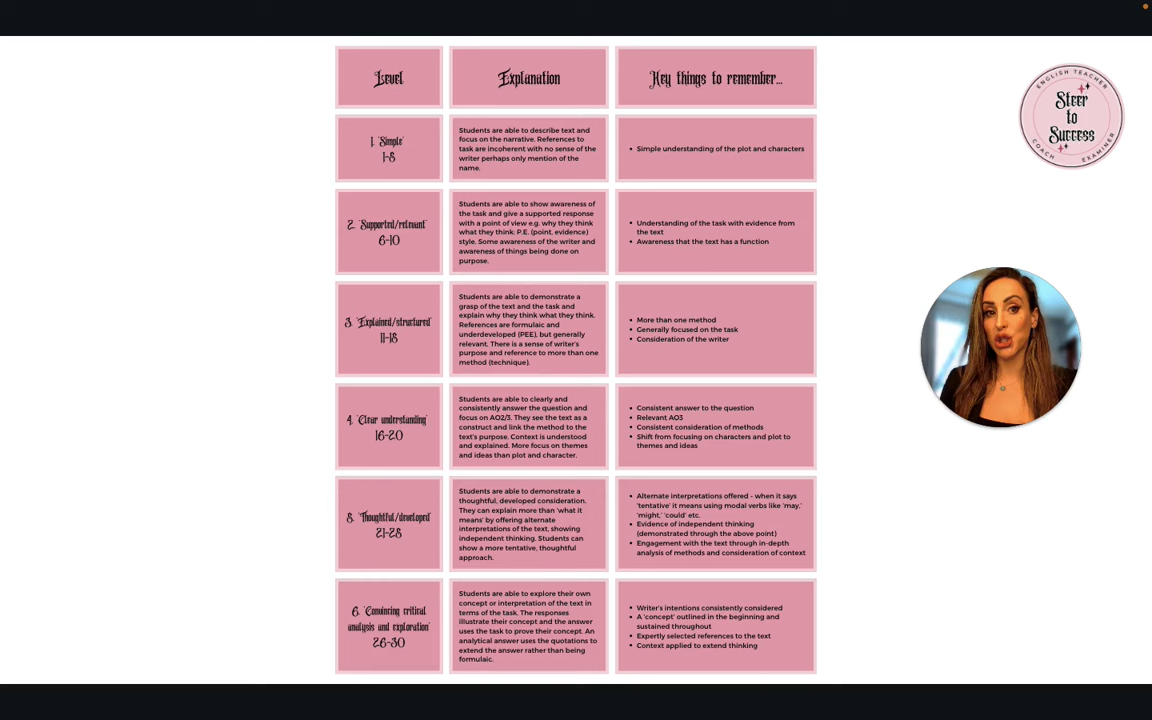 Level
Explanation
Key things to remember...
1. 'Simple'
1-5
Students are able to describe text and
focus on the narrative. References to
task are incoherent with no sense of the
writer perhaps only mention of the
name.
Simple understanding of the plot and characters
2. 'Supported/relevant'
6-10
Students are able to show awareness of
the task and give a supported response
with a point of view e.g. why they think
what they think: P.E. (point, evidence)
style. Some awareness of the writer and
awareness of things being done on
purpose.
Understanding of the task with evidence from
the text
Awareness that the text has a function
3. 'Explained/structured'
11-15
Students are able to demonstrate a
grasp of the text and the task and
explain why they think what they think.
References are formulaic and
underdeveloped (PEE), but generally
relevant. There is a sense of writer's
purpose and reference to more than one
method (technique).
More than one method
Generally focused on the task
Consideration of the writer
4. 'Clear understanding'
16-20
Students are able to clearly and
consistently answer the question and
focus on AO2/3. They see the text as a
construct and link the method to the
text's purpose. Context is understood
and explained. More focus on themes
and ideas than plot and character.
Consistent answer to the question
Relevant AO3
Consistent consideration of methods
Shift from focusing on characters and plot to
themes and ideas
5. 'Thoughtful/developed'
21-25
Students are able to demonstrate a
thoughtful, developed consideration.
They can explain more than 'what it
means' by offering alternate
interpretations of the text, showing
independent thinking. Students can
show a more tentative, thoughtful
approach.
Alternate interpretations offered - when it says
'tentative' it means using modal verbs like 'may,'
'might,' 'could' etc.
Evidence of independent thinking
(demonstrated through the above point)
Engagement with the text through in-depth
analysis of methods and consideration of context
6. 'Convincing critical
analysis and exploration'
26-30
Students are able to explore their own
concept or interpretation of the text in
terms of the task. The responses
illustrate their concept and the answer
uses the task to prove their concept. An
analytical answer uses the quotations to
extend the answer rather than being
formulaic.
Writer's intentions consistently considered
A 'concept' outlined in the beginning and
sustained throughout
Expertly selected references to the text
Context applied to extend thinking
ENGLISH TEACHER
Steer
to
Success
COACH
EXAMINER